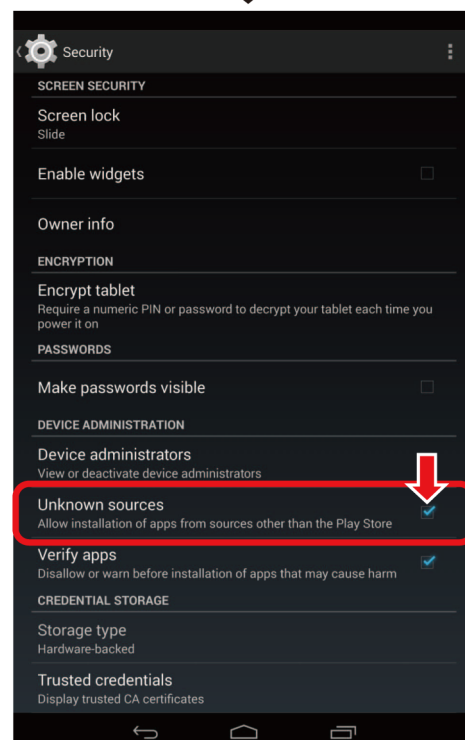 Security
SCREEN SECURITY
Screen lock
Slide
Enable widgets
Owner info
ENCRYPTION
Encrypt tablet
Require a numeric PIN or password to decrypt your tablet each time you
power it on
PASSWORDS
Make passwords visible
DEVICE ADMINISTRATION
Device administrators
View or deactivate device administrators
Unknown sources
Allow installation of apps from sources other than the Play Store
Verify apps
Disallow or warn before installation of apps that may cause harm
CREDENTIAL STORAGE
Storage type
Hardware-backed
Trusted credentials
Display trusted CA certificates